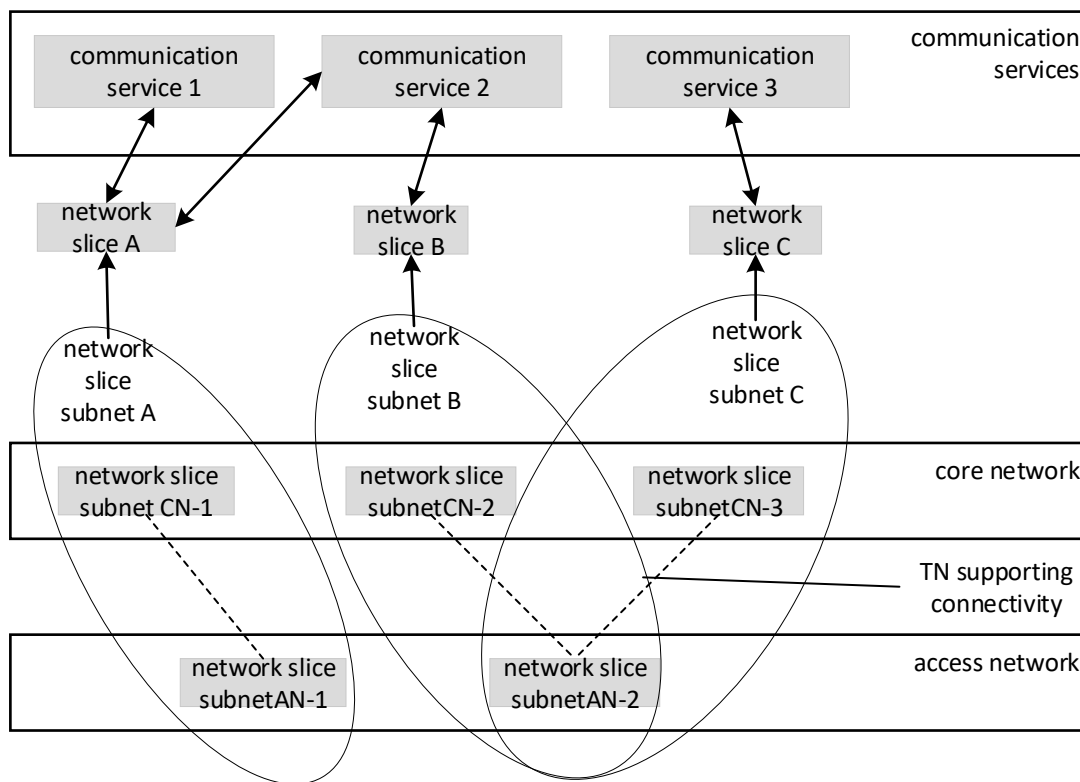 communication
service 1
communication
service 2
communication
service 3
communication
services
network
slice A
network
slice B
network
slice C
network
slice
subnet A
network
slice
subnet B
network
slice
subnet C
network slice
subnet CN-1
network slice
subnetCN-2
network slice
subnetCN-3
core network
TN supporting
connectivity
network slice
subnetAN-1
network slice
subnetAN-2
access network